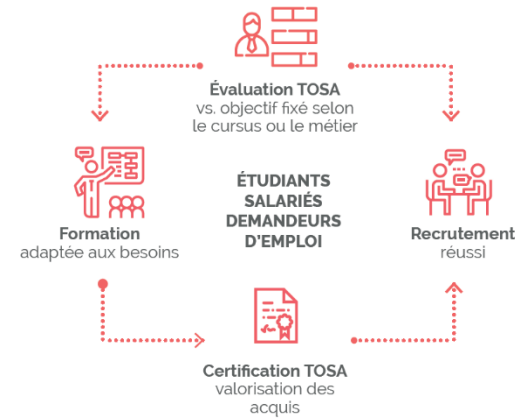 Évaluation TOSA
vs. objectif fixé selon
le cursus ou le métier
ÉTUDIANTS
SALARIÉS
DEMANDEURS
D'EMPLOI
Formation
adaptée aux besoins
Recrutement
réussi
Certification TOSA
valorisation des
acquis